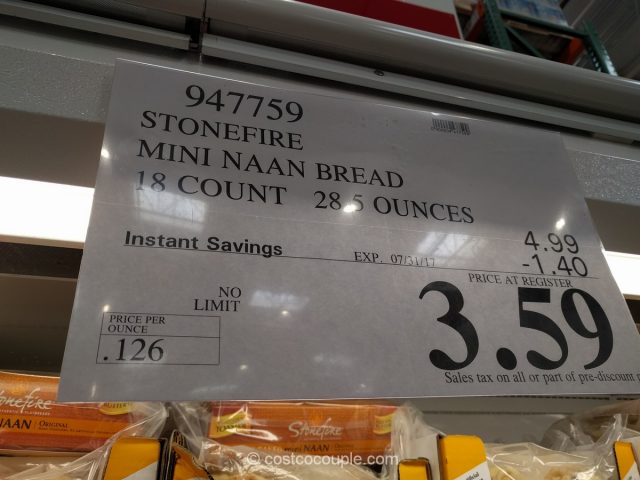 947759
STONEFIRE
MINI NAAN BREAD
18 COUNT 28.5 OUNCES
4.99
Instant Savings EXP. 07/31/17 -1.40
PRICE AT REGISTER
3.59
NO
LIMIT
PRICE PER
OUNCE
.126
Sales tax on all or part of pre-discount
Stonefire
NAAN ORIGINAL
Stonefire
NAAN
© costcocouple.com